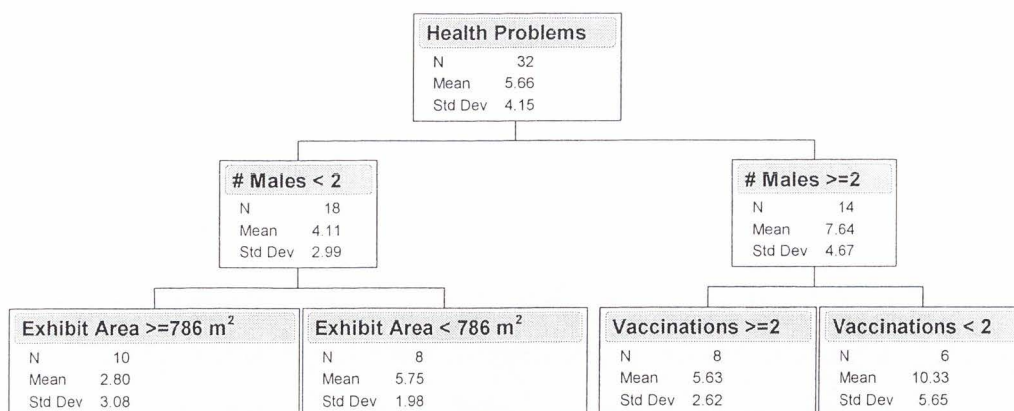 Health Problems
N 32
Mean 5.66
Std Dev 4.15
# Males < 2
N 18
Mean 4.11
Std Dev 2.99
# Males >=2
N 14
Mean 7.64
Std Dev 4.67
Exhibit Area >=786 m²
N 10
Mean 2.80
Std Dev 3.08
Exhibit Area < 786 m²
N 8
Mean 5.75
Std Dev 1.98
Vaccinations >=2
N 8
Mean 5.63
Std Dev 2.62
Vaccinations < 2
N 6
Mean 10.33
Std Dev 5.65